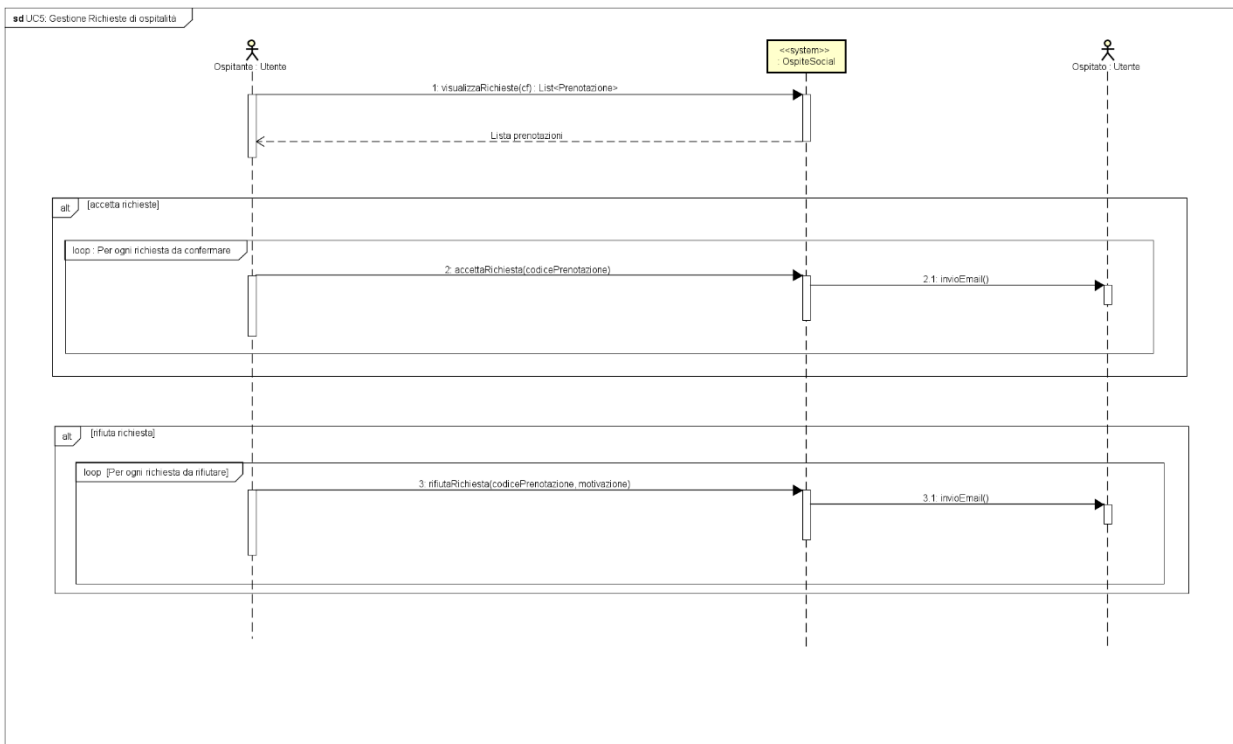 sd UC5: Gestione Richieste di ospitalità
Ospitante : Utente
<<system>>
: OspiteSocial
Ospitato : Utente
1: visualizzaRichieste(cf) : List<Prenotazione>
Lista prenotazioni
alt [accetta richieste]
loop : Per ogni richiesta da confermare
2: accettaRichiesta(codicePrenotazione)
2.1: invioEmail()
alt [rifiuta richiesta]
loop [Per ogni richiesta da rifiutare]
3: rifiutaRichiesta(codicePrenotazione, motivazione)
3.1: invioEmail()